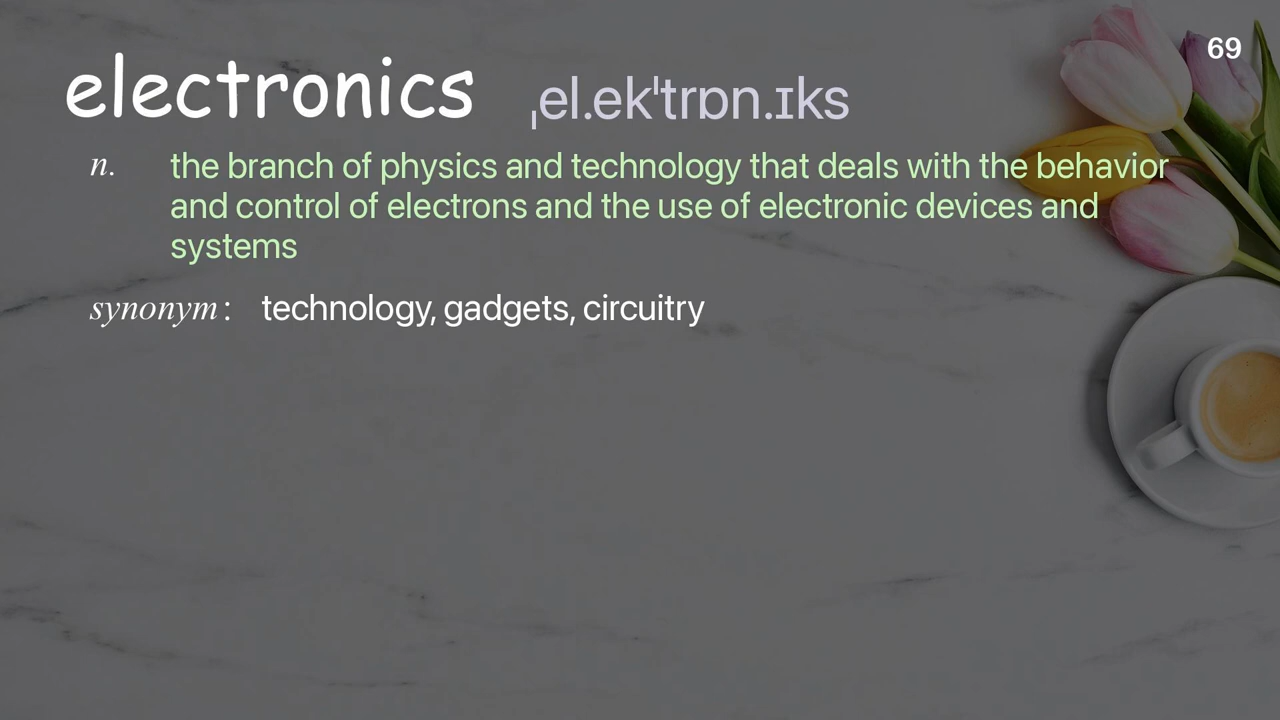 69
electronics ˌel.ekˈtrɒn.ɪks
n. the branch of physics and technology that deals with the behavior
and control of electrons and the use of electronic devices and
systems
synonym: technology, gadgets, circuitry